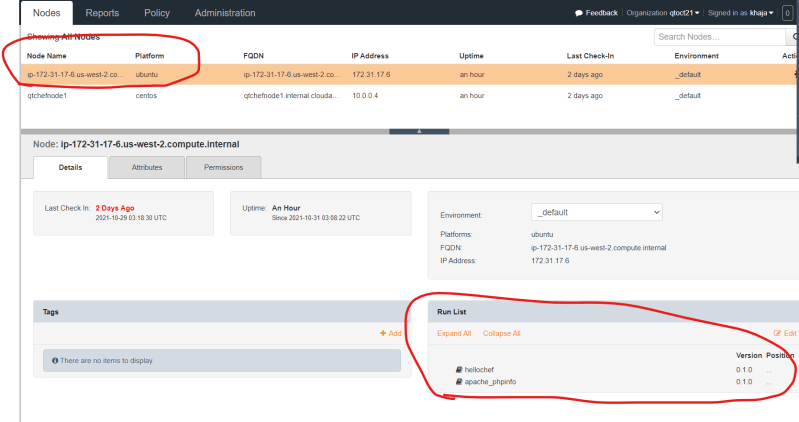 Nodes Reports Policy Administration Feedback Organization qtoct21 Signed in as khaja 0
Showing All Nodes Search Nodes...
Node Name Platform FQDN IP Address Uptime Last Check-In Environment
ip-172-31-17-6.us-west-2.co... ubuntu ip-172-31-17-6.us-west-2.co... 172.31.17.6 an hour 2 days ago _default
qtchefnode1 centos qtchefnode1.internal.clouda... 10.0.0.4 an hour 2 days ago _default
Node: ip-172-31-17-6.us-west-2.compute.internal
Details Attributes Permissions
Last Check In: 2 Days Ago
2021-10-29 03:18:30 UTC
Uptime: An Hour
Since 2021-10-31 03:08:22 UTC
Environment: _default
Platforms: ubuntu
FQDN: ip-172-31-17-6.us-west-2.compute.internal
IP Address: 172.31.17.6
Tags
Add
There are no items to display.
Run List
Expand All Collapse All Edit
Version Position
hellochef 0.1.0 ...
apache_phpinfo 0.1.0 ...